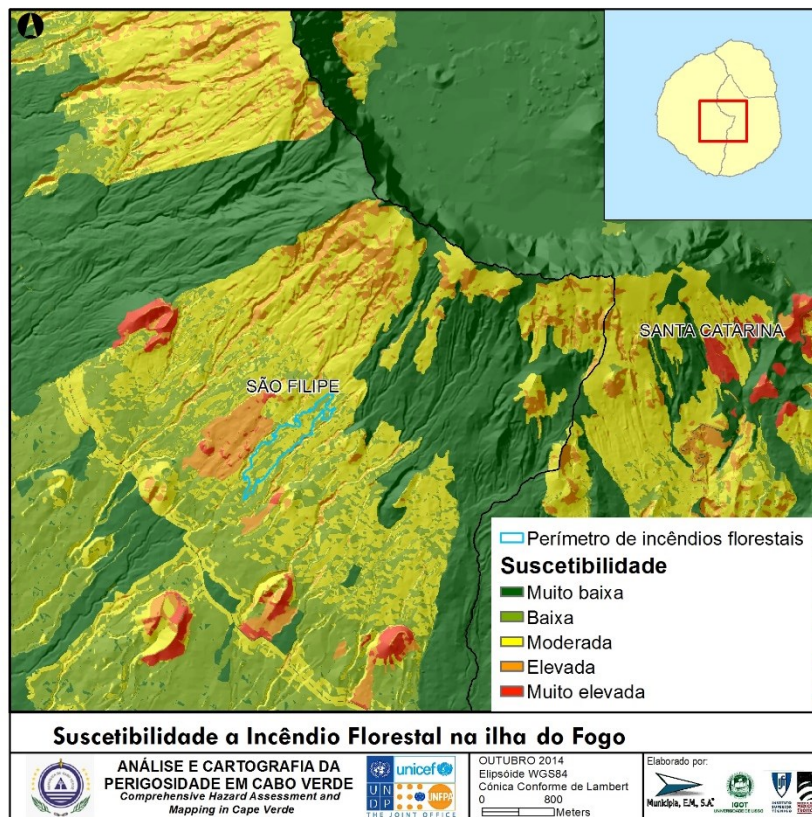 SANTA CATARINA
SÃO FILIPE
Perímetro de incêndios florestais
Suscetibilidade
Muito baixa
Baixa
Moderada
Elevada
Muito elevada
Suscetibilidade a Incêndio Florestal na ilha do Fogo
ANÁLISE E CARTOGRAFIA DA
PERIGOSIDADE EM CABO VERDE
Comprehensive Hazard Assessment and
Mapping in Cape Verde
unicef
UN
DP
UNFPA
THE JOINT OFFICE
OUTUBRO 2014
Elipsóide WGS84
Cónica Conforme de Lambert
0 800
Meters
Elaborado por:
Municípia, E.M., S.A.
IGOT